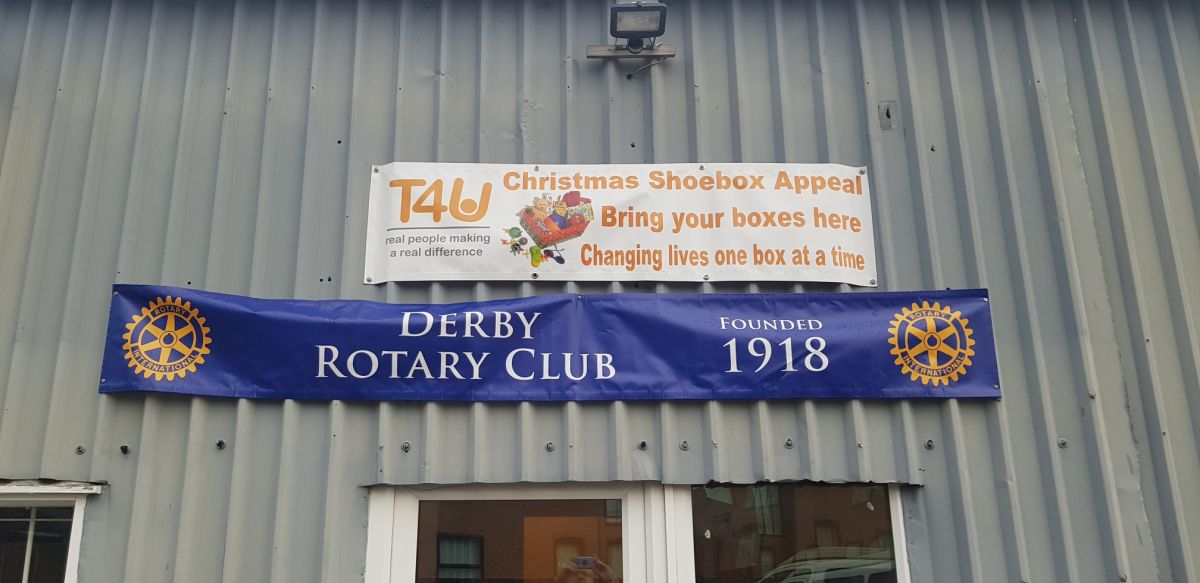 T4U
real people making
a real difference
Christmas Shoebox Appeal
Bring your boxes here
Changing lives one box at a time
ROTARY
INTERNATIONAL
DERBY
ROTARY CLUB
FOUNDED
1918
ROTARY
INTERNATIONAL